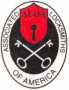 ASSOCIATED LOCKSMITHS
OF AMERICA